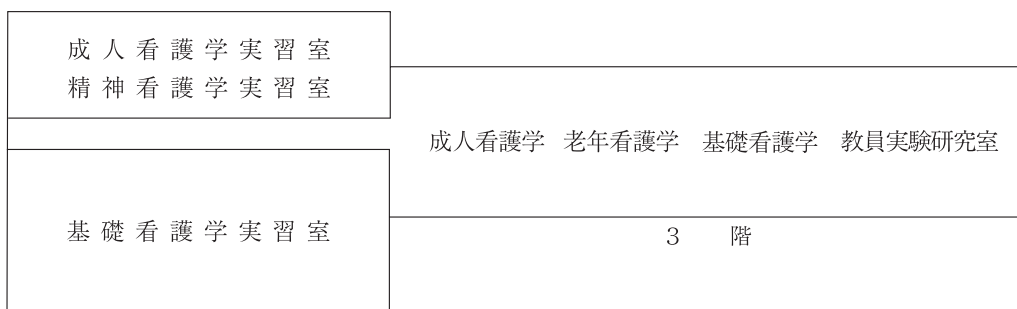 成人看護学実習室
精神看護学実習室
成人看護学 老年看護学 基礎看護学 教員実験研究室
基礎看護学実習室
3 階